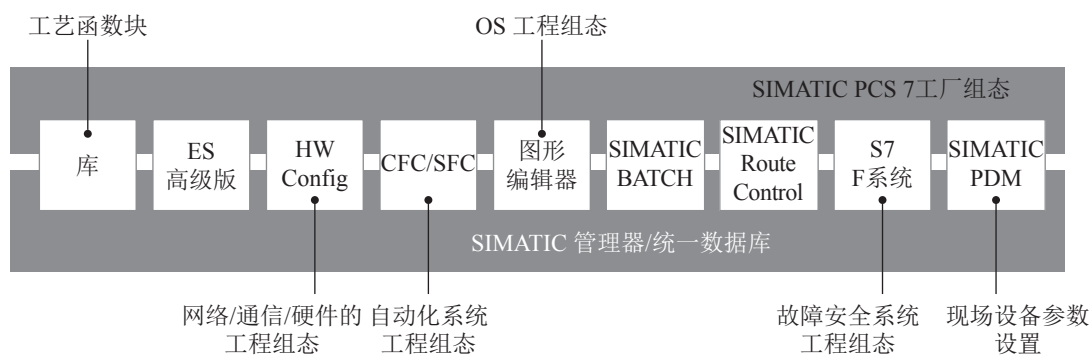 工艺函数块
OS 工程组态
SIMATIC PCS 7工厂组态
库
ES
高级版
HW
Config
CFC/SFC
图形
编辑器
SIMATIC
BATCH
SIMATIC
Route
Control
S7
F系统
SIMATIC
PDM
SIMATIC 管理器/统一数据库
网络/通信/硬件的
工程组态
自动化系统
工程组态
故障安全系统
工程组态
现场设备参数
设置